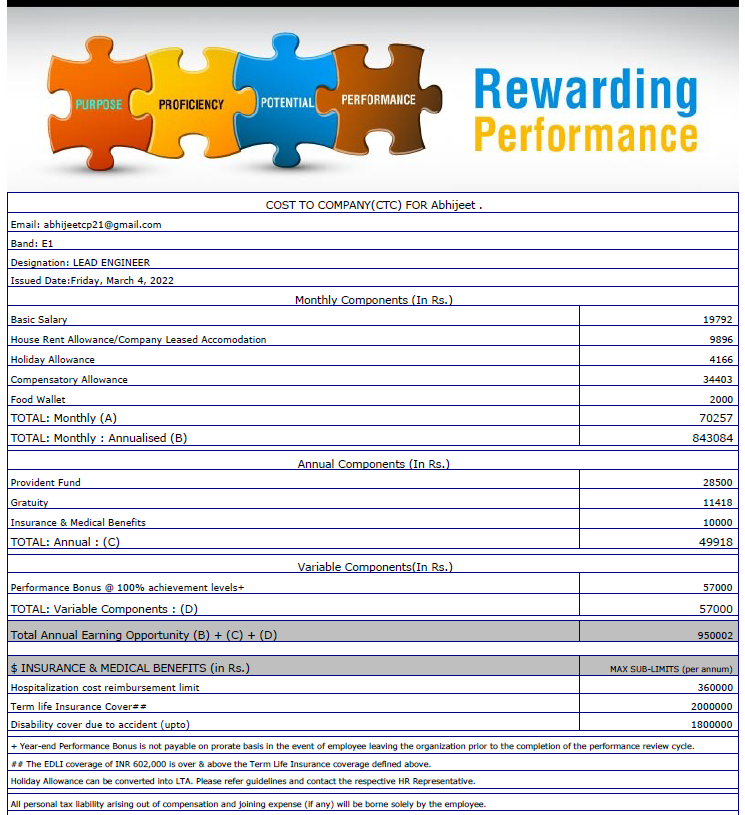 PURPOSE
PROFICIENCY
POTENTIAL
PERFORMANCE
Rewarding
Performance
COST TO COMPANY(CTC) FOR Abhijeet .
Email: abhijeetcp21@gmail.com
Band: E1
Designation: LEAD ENGINEER
Issued Date:Friday, March 4, 2022
Monthly Components (In Rs.)
Basic Salary 19792
House Rent Allowance/Company Leased Accomodation 9896
Holiday Allowance 4166
Compensatory Allowance 34403
Food Wallet 2000
TOTAL: Monthly (A) 70257
TOTAL: Monthly : Annualised (B) 843084
Annual Components (In Rs.)
Provident Fund 28500
Gratuity 11418
Insurance & Medical Benefits 10000
TOTAL: Annual : (C) 49918
Variable Components(In Rs.)
Performance Bonus @ 100% achievement levels+ 57000
TOTAL: Variable Components : (D) 57000
Total Annual Earning Opportunity (B) + (C) + (D) 950002
$ INSURANCE & MEDICAL BENEFITS (in Rs.) MAX SUB-LIMITS (per annum)
Hospitalization cost reimbursement limit 360000
Term life Insurance Cover## 2000000
Disability cover due to accident (upto) 1800000
+ Year-end Performance Bonus is not payable on prorate basis in the event of employee leaving the organization prior to the completion of the performance review cycle.
## The EDLI coverage of INR 602,000 is over & above the Term Life Insurance coverage defined above.
Holiday Allowance can be converted into LTA. Please refer guidelines and contact the respective HR Representative.
All personal tax liability arising out of compensation and joining expense (if any) will be borne solely by the employee.